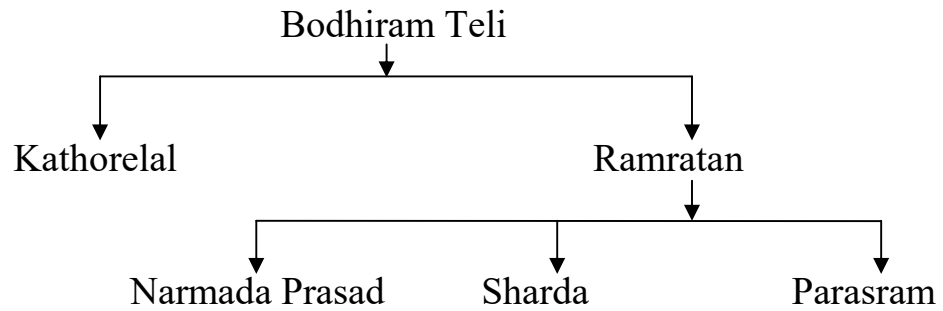 Bodhiram Teli
Kathorelal Ramratan
Narmada Prasad Sharda Parasram